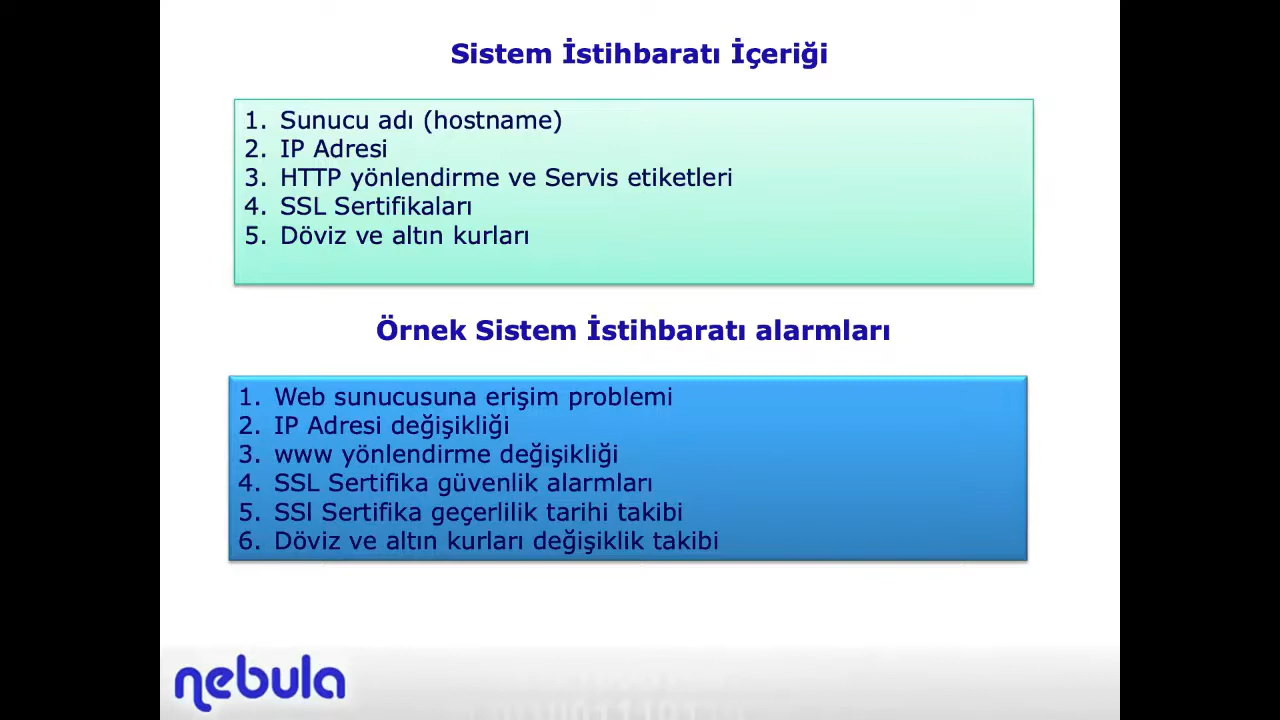 Sistem İstihbaratı İçeriği
1. Sunucu adı (hostname)
2. IP Adresi
3. HTTP yönlendirme ve Servis etiketleri
4. SSL Sertifikaları
5. Döviz ve altın kurları
Örnek Sistem İstihbaratı alarmları
1. Web sunucusuna erişim problemi
2. IP Adresi değişikliği
3. www yönlendirme değişikliği
4. SSL Sertifika güvenlik alarmları
5. SSl Sertifika geçerlilik tarihi takibi
6. Döviz ve altın kurları değişiklik takibi
nebula